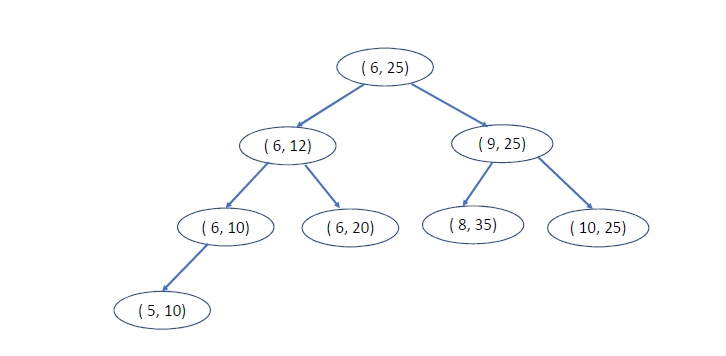 ( 6, 25)
( 6, 12)
( 9, 25)
( 6, 10)
( 6, 20)
( 8, 35)
( 10, 25)
( 5, 10)